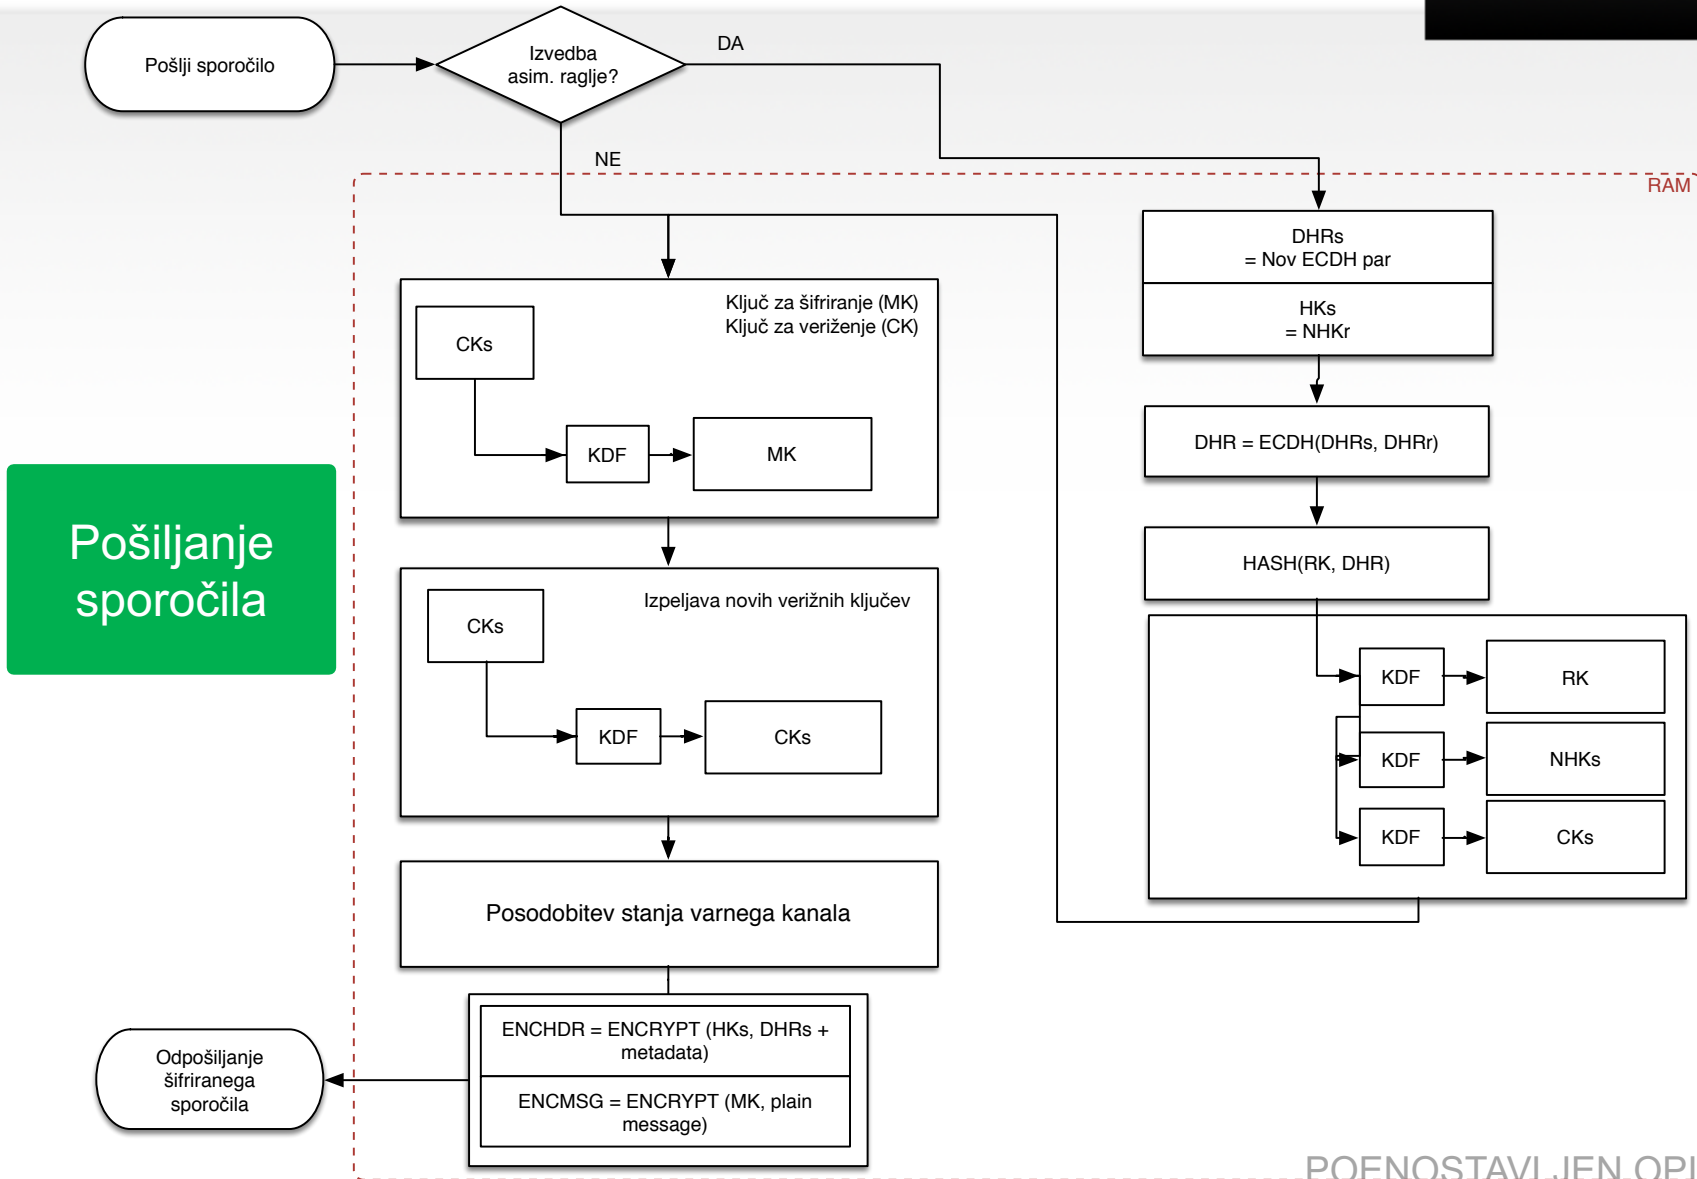 Pošlji sporočilo
Izvedba
asim. raglje?
DA
NE
RAM
DHRs
= Nov ECDH par
HKs
= NHKr
DHR = ECDH(DHRs, DHRr)
HASH(RK, DHR)
KDF
RK
KDF
NHKs
KDF
CKs
Ključ za šifriranje (MK)
Ključ za veriženje (CK)
CKs
KDF
MK
Pošiljanje
sporočila
Izpeljava novih verižnih ključev
CKs
KDF
CKs
Posodobitev stanja varnega kanala
ENCHDR = ENCRYPT (HKs, DHRs +
metadata)
ENCMSG = ENCRYPT (MK, plain
message)
Odpošiljanje
šifriranega
sporočila
POENOSTAVLJEN OPI